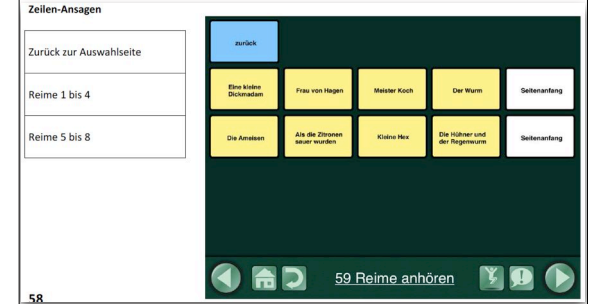 Zeilen-Ansagen
Zurück zur Auswahlseite
Reime 1 bis 4
Reime 5 bis 8
zurück
Eine kleine
Dickmadam
Frau von Hagen
Meister Koch
Der Wurm
Seitenanfang
Die Ameisen
Als die Zitronen
sauer wurden
Kleine Hex
Die Hühner und
der Regenwurm
Seitenanfang
59 Reime anhören
58